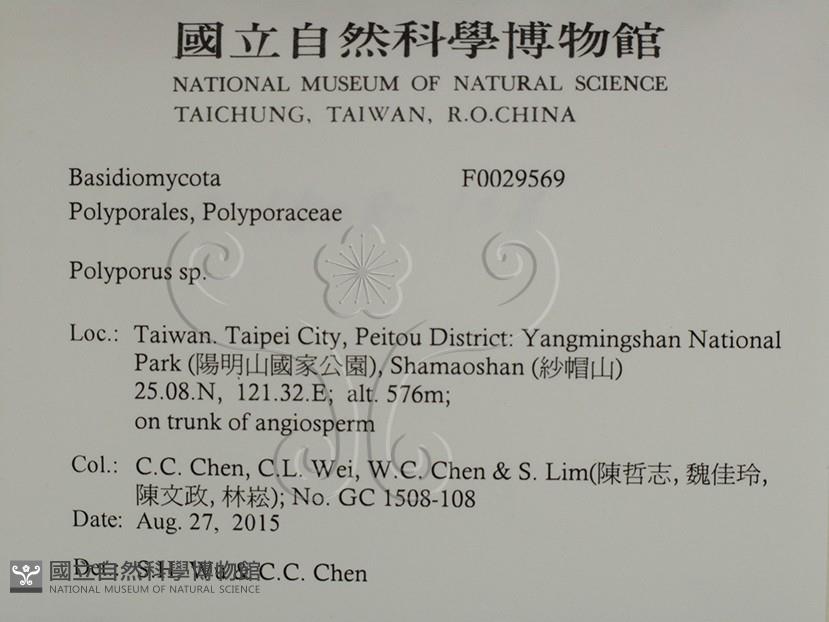 國立自然科學博物館
NATIONAL MUSEUM OF NATURAL SCIENCE
TAICHUNG, TAIWAN, R.O.CHINA
Basidiomycota F0029569
Polyporales, Polyporaceae
Polyporus sp.
Loc.: Taiwan. Taipei City, Peitou District: Yangmingshan National
Park (陽明山國家公園), Shamaoshan (紗帽山)
25.08.N, 121.32.E; alt. 576m;
on trunk of angiosperm
Col.: C.C. Chen, C.L. Wei, W.C. Chen & S. Lim(陳哲志, 魏佳玲,
陳文政, 林崧); No. GC 1508-108
Date: Aug. 27, 2015
Det.: S.H. Wu & C.C. Chen
國立自然科學博物館
NATIONAL MUSEUM OF NATURAL SCIENCE